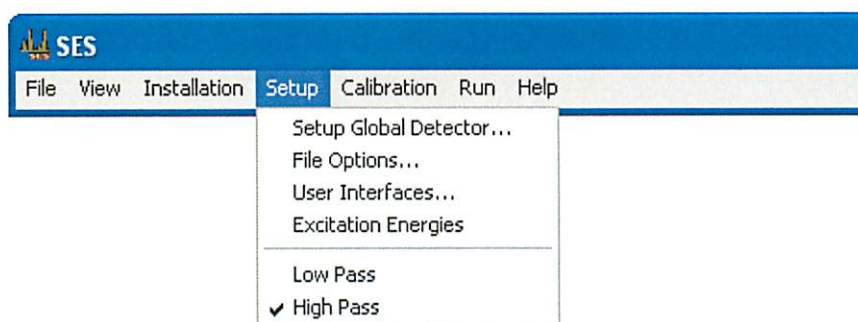 SES
File View Installation Setup Calibration Run Help
Setup Global Detector...
File Options...
User Interfaces...
Excitation Energies
Low Pass
✓ High Pass